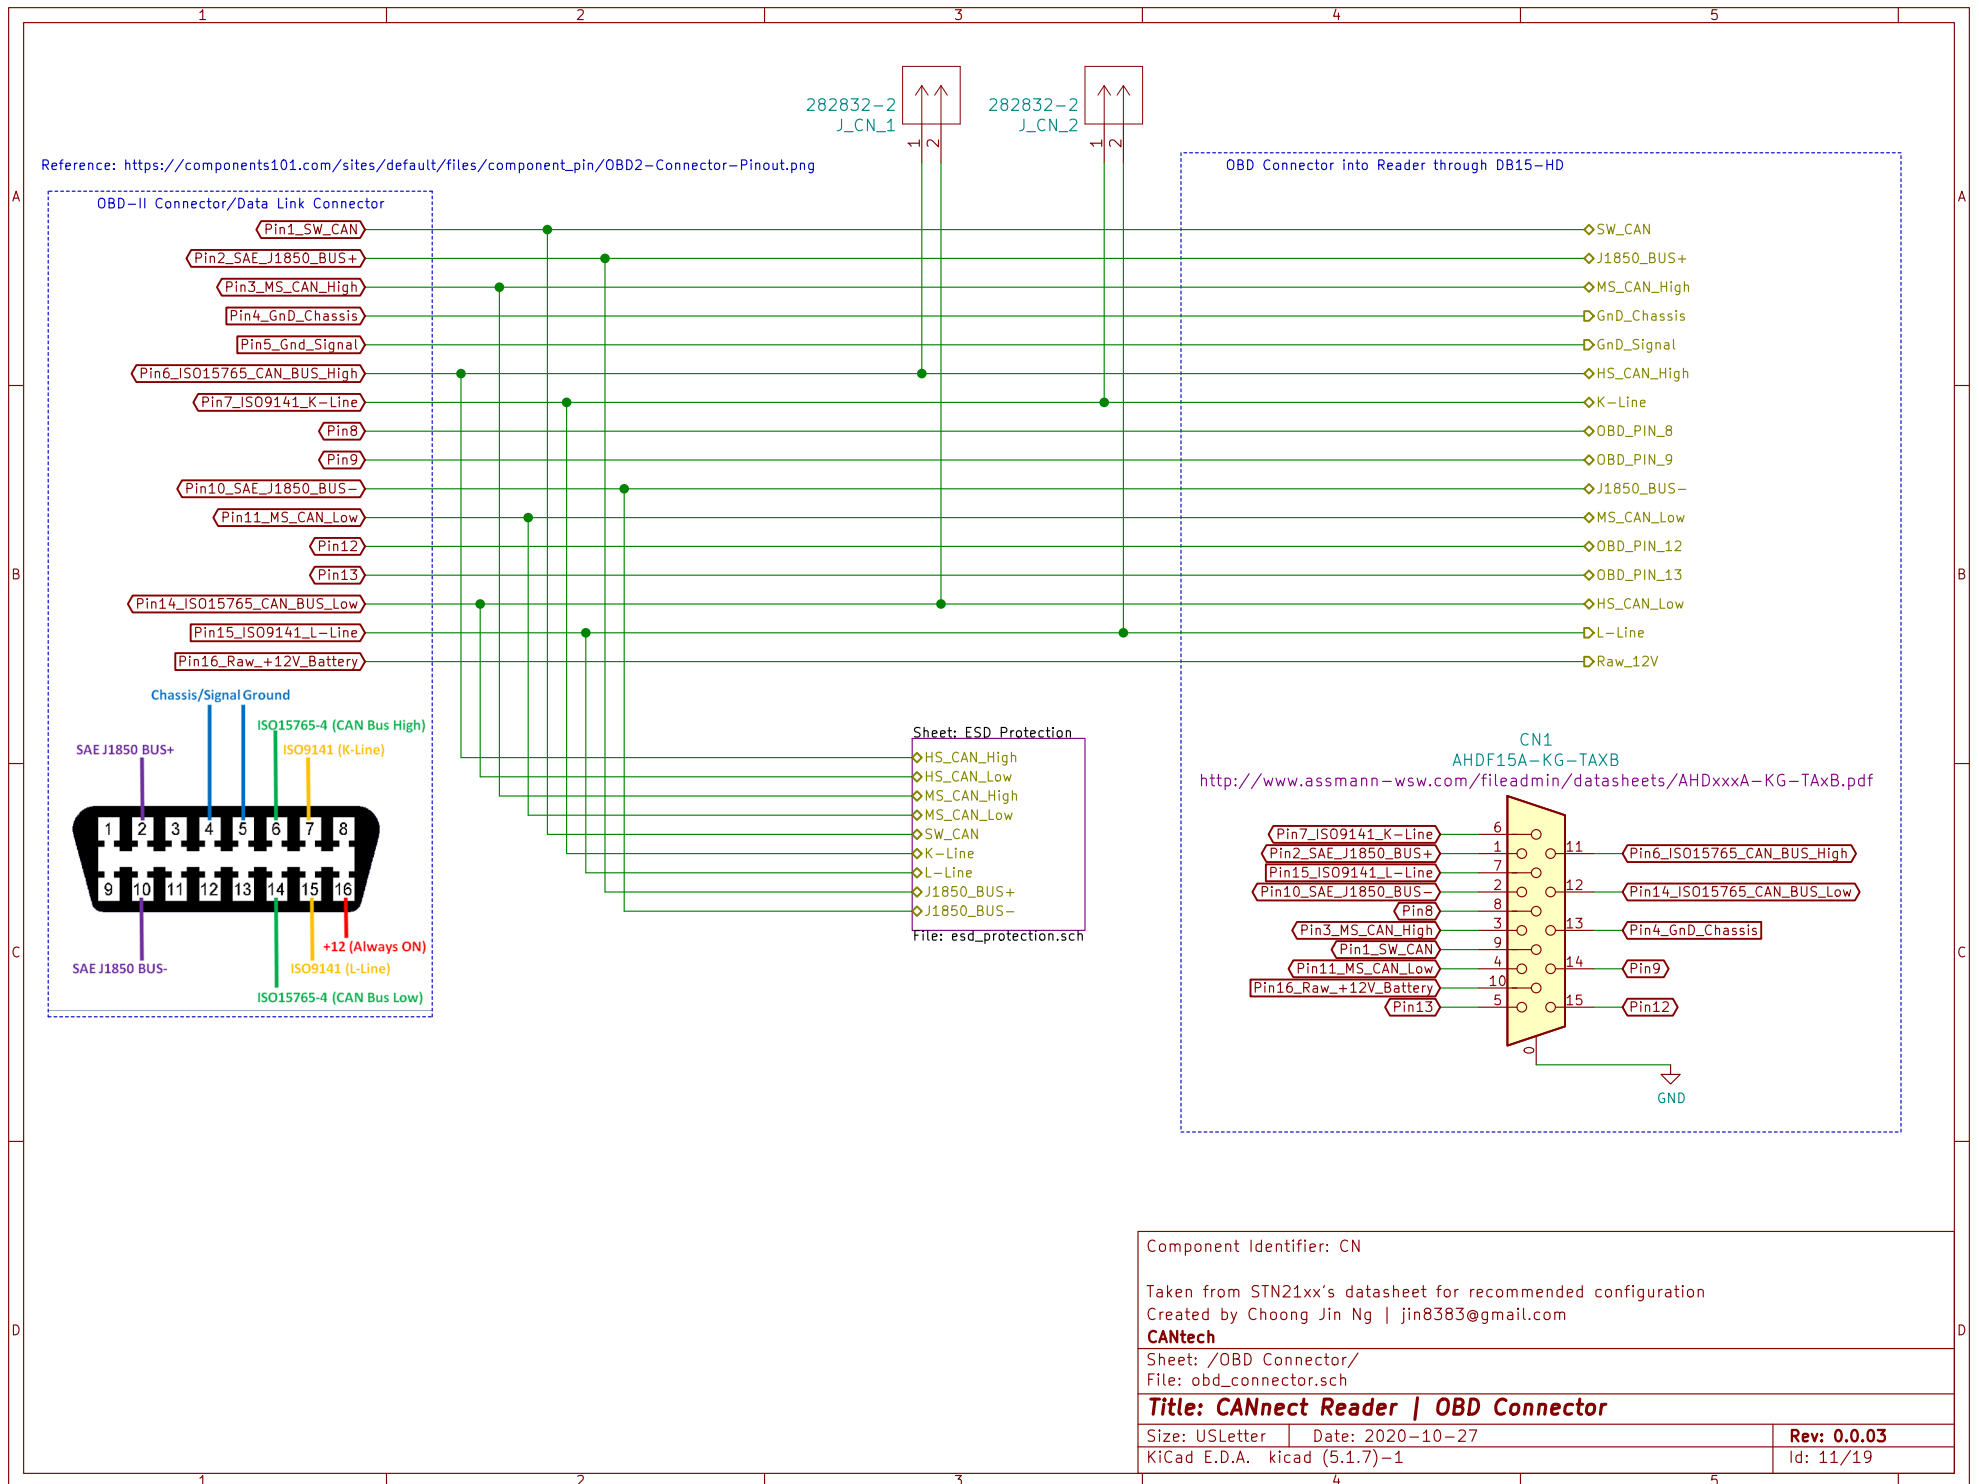 1 2 3 4 5
282832-2
J_CN_1
1
2
282832-2
J_CN_2
1
2
Reference: https://components101.com/sites/default/files/component_pin/OBD2-Connector-Pinout.png
OBD Connector into Reader through DB15-HD
A A
OBD-II Connector/Data Link Connector
Pin1_SW_CAN SW_CAN
Pin2_SAE_J1850_BUS+ J1850_BUS+
Pin3_MS_CAN_High MS_CAN_High
Pin4_GnD_Chassis GnD_Chassis
Pin5_Gnd_Signal GnD_Signal
Pin6_ISO15765_CAN_BUS_High HS_CAN_High
Pin7_ISO9141_K-Line K-Line
Pin8 OBD_PIN_8
Pin9 OBD_PIN_9
Pin10_SAE_J1850_BUS- J1850_BUS-
Pin11_MS_CAN_Low MS_CAN_Low
Pin12 OBD_PIN_12
B B
Pin13 OBD_PIN_13
Pin14_ISO15765_CAN_BUS_Low HS_CAN_Low
Pin15_ISO9141_L-Line L-Line
Pin16_Raw_+12V_Battery Raw_12V
Chassis/Signal Ground
ISO15765-4 (CAN Bus High)
SAE J1850 BUS+
ISO9141 (K-Line)
1 2 3 4 5 6 7 8
9 10 11 12 13 14 15 16
+12 (Always ON)
SAE J1850 BUS-
ISO9141 (L-Line)
ISO15765-4 (CAN Bus Low)
Sheet: ESD Protection
HS_CAN_High
HS_CAN_Low
MS_CAN_High
MS_CAN_Low
SW_CAN
K-Line
L-Line
J1850_BUS+
J1850_BUS-
File: esd_protection.sch
CN1
AHDF15A-KG-TAXB
http://www.assmann-wsw.com/fileadmin/datasheets/AHDxxxA-KG-TAxB.pdf
Pin7_ISO9141_K-Line 6
Pin2_SAE_J1850_BUS+ 1 11 Pin6_ISO15765_CAN_BUS_High
Pin15_ISO9141_L-Line 7
Pin10_SAE_J1850_BUS- 2 12 Pin14_ISO15765_CAN_BUS_Low
Pin8 8
Pin3_MS_CAN_High 3 13 Pin4_GnD_Chassis
Pin1_SW_CAN 9
Pin11_MS_CAN_Low 4 14 Pin9
Pin16_Raw_+12V_Battery 10
Pin13 5 15 Pin12
0
GND
C C
D D
Component Identifier: CN
Taken from STN21xx's datasheet for recommended configuration
Created by Choong Jin Ng | jin8383@gmail.com
CANtech
Sheet: /OBD Connector/
File: obd_connector.sch
Title: CANnect Reader | OBD Connector
Size: USLetter Date: 2020-10-27 Rev: 0.0.03
KiCad E.D.A. kicad (5.1.7)-1 Id: 11/19
1 2 3 4 5